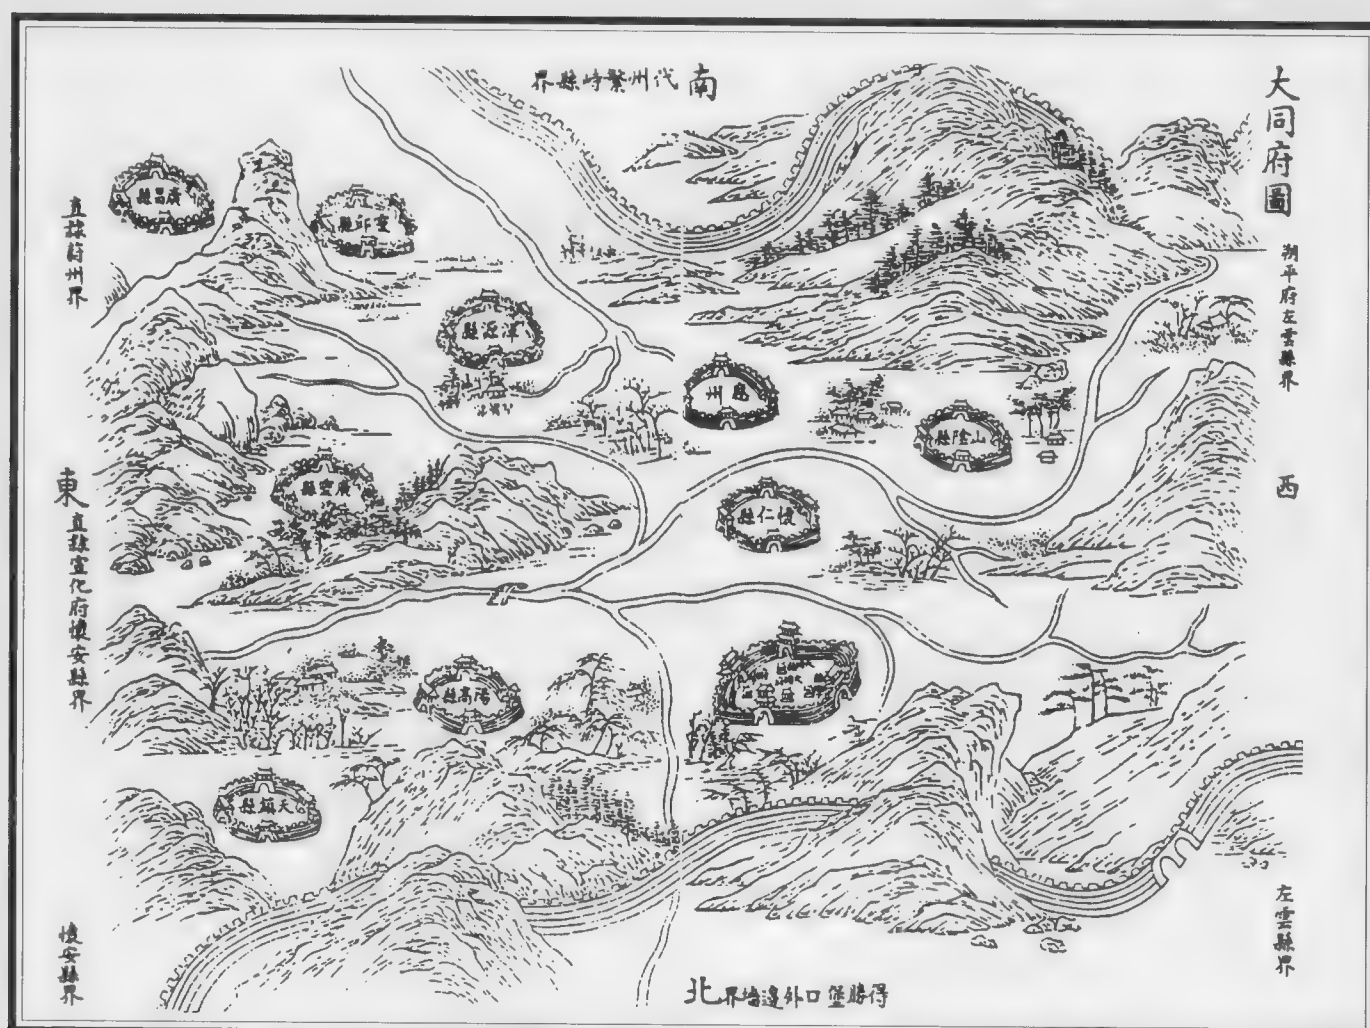 大同府圖
南
代州繁峙縣界
朔平府左雲縣界
西
左雲縣界
廣昌縣
靈邱縣
渾源縣
應州
山陰縣
懷仁縣
廣靈縣
陽高縣
天鎮縣
直隸蔚州界
東
直隸宣化府懷安縣界
懷安縣界
北
得勝堡口外邊墻界